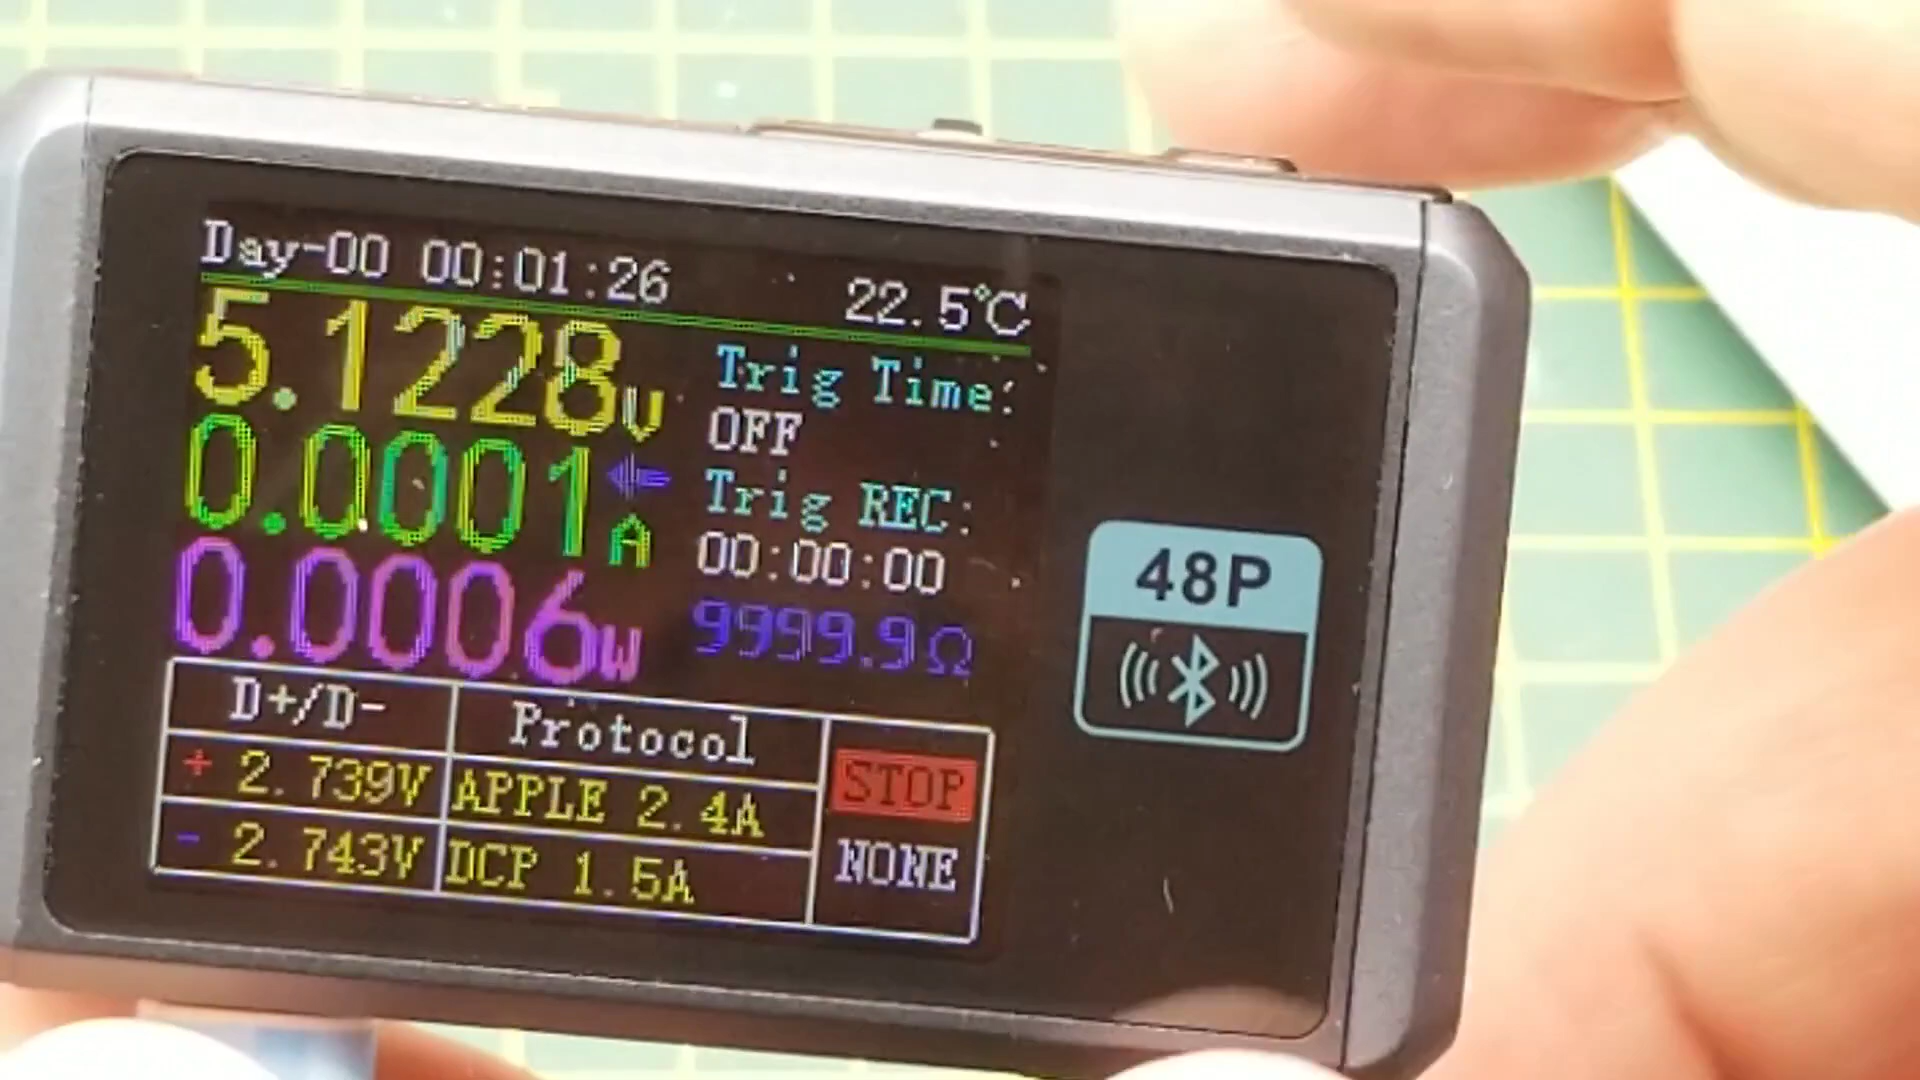 Day-00 00:01:26 22.5℃
5.1228V
0.0001A
0.0006W
Trig Time:
OFF
Trig REC:
00:00:00
9999.9Ω
D+/D- Protocol
+ 2.739V APPLE 2.4A
- 2.743V DCP 1.5A
STOP
NONE
48P